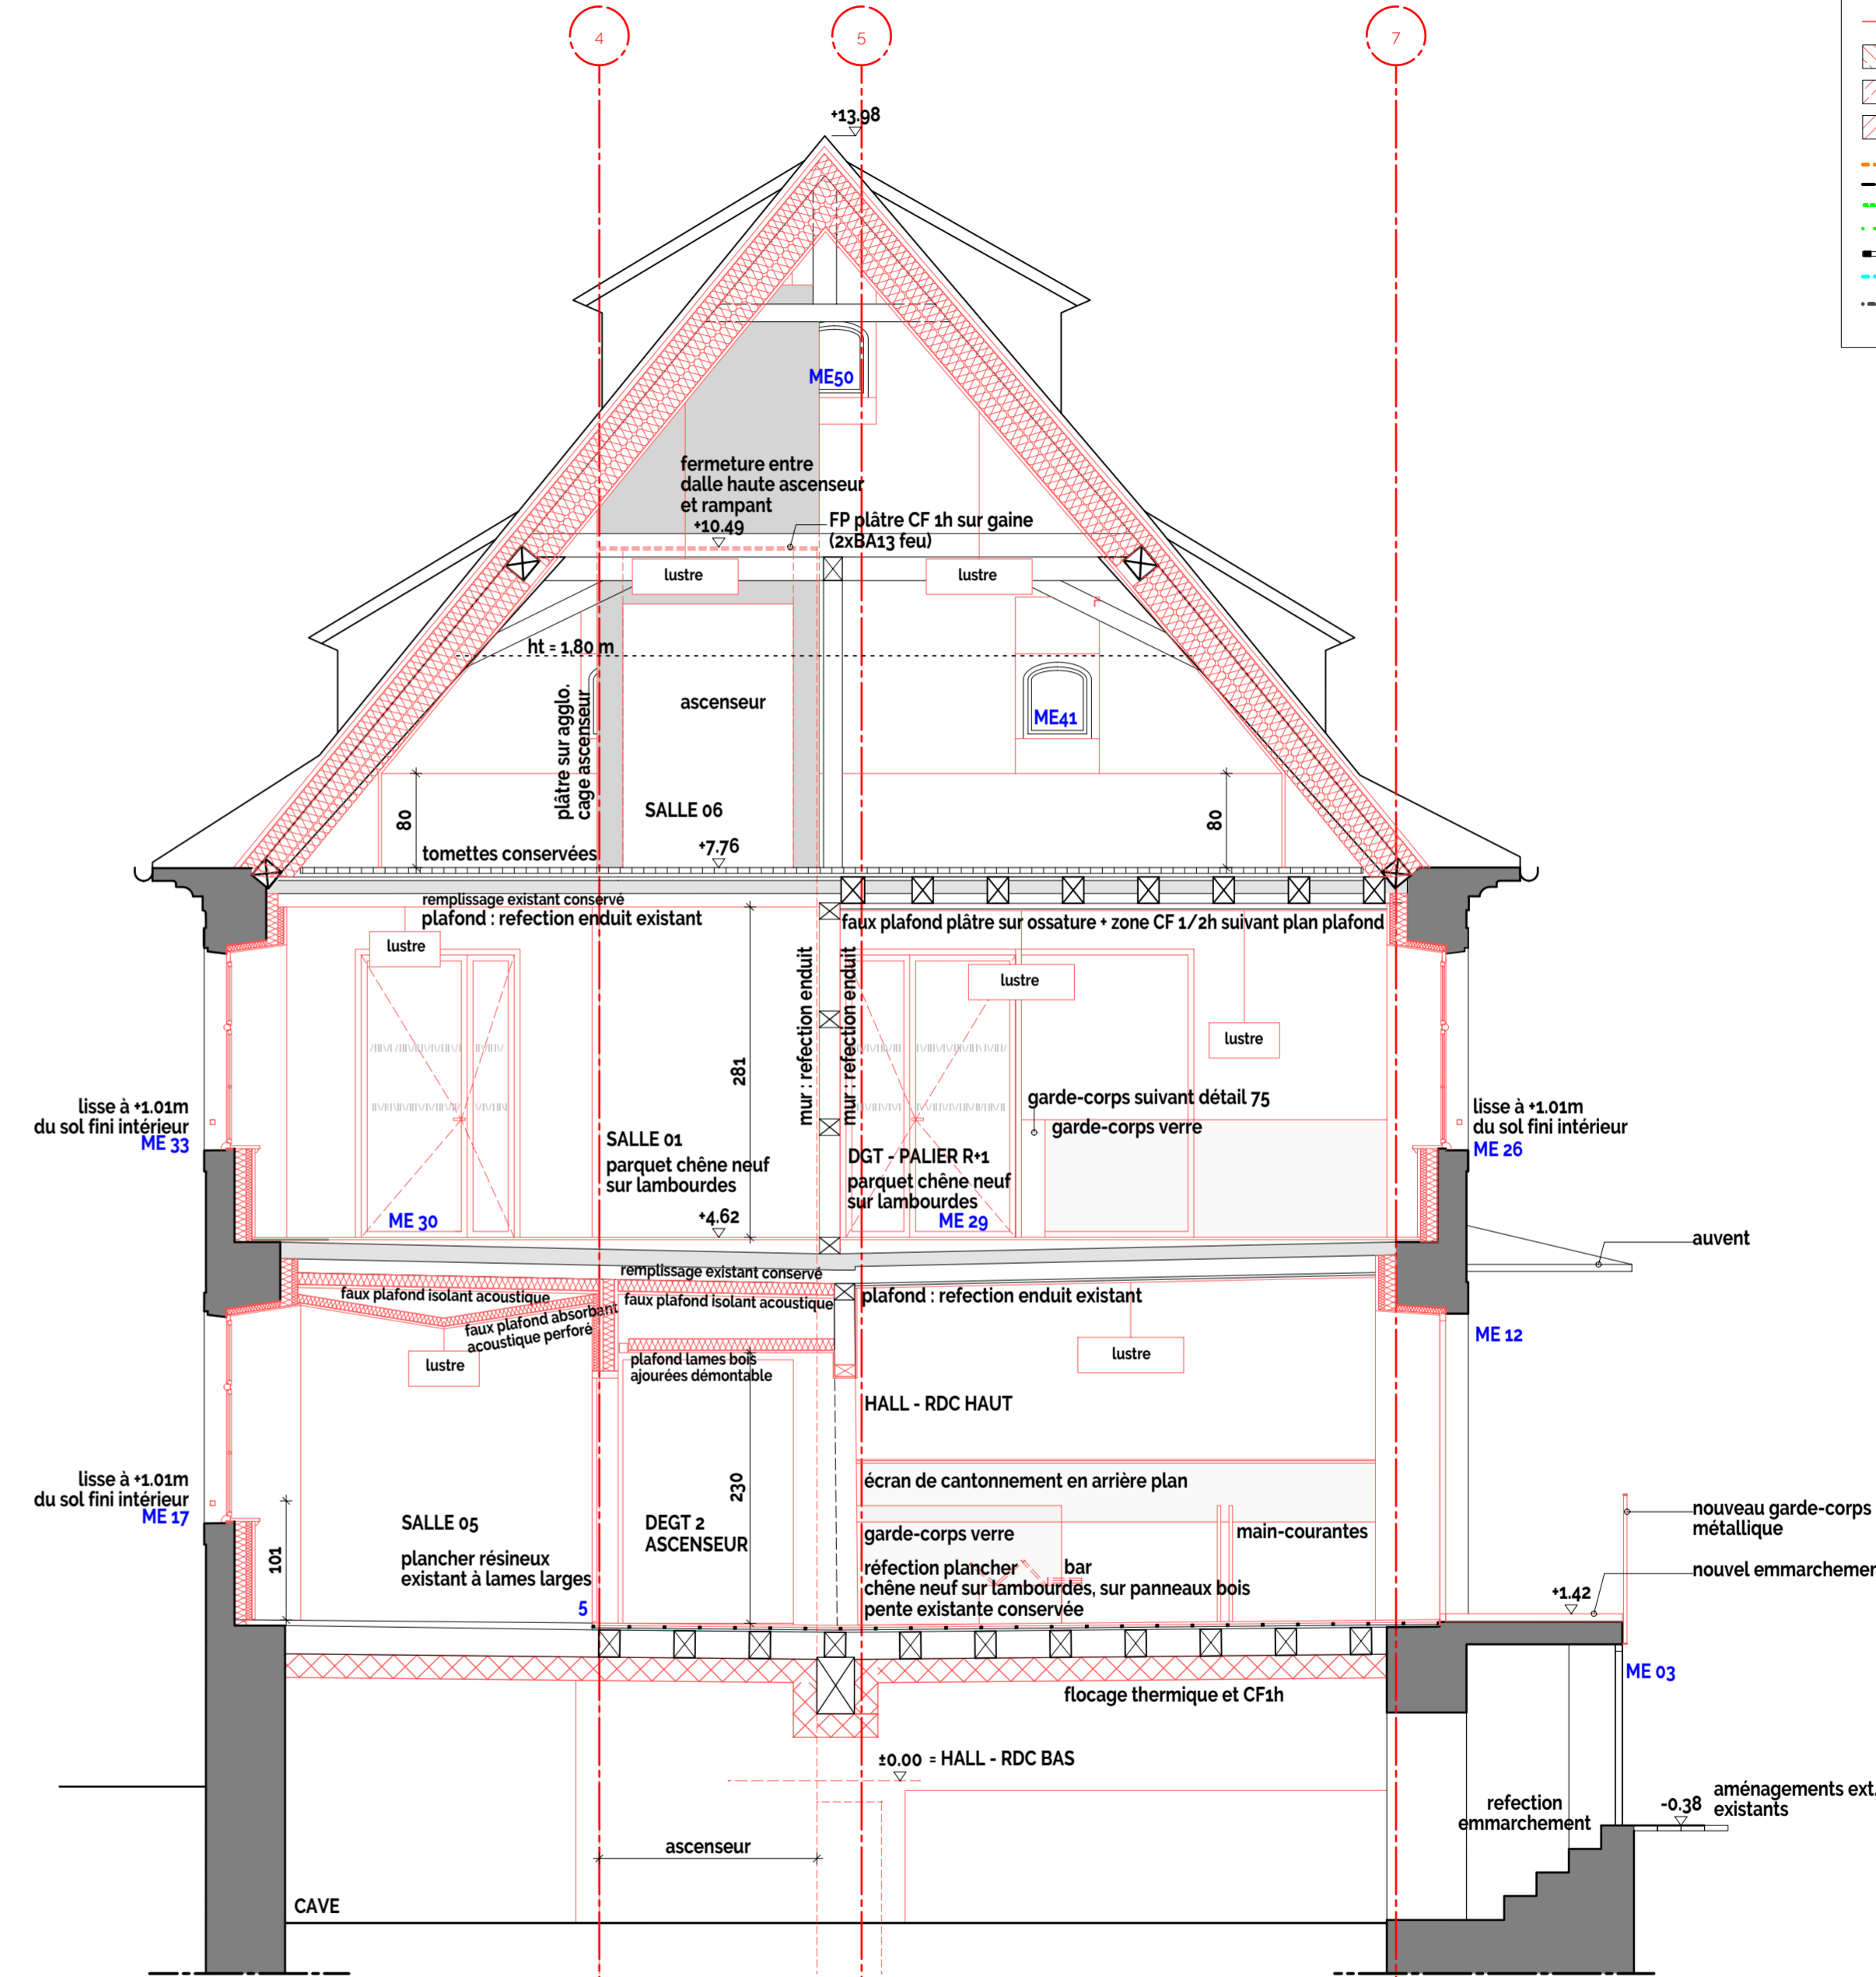 4
5
7
+13.98
ME50
fermeture entre
dalle haute ascenseur
et rampant
+10.49
FP plâtre CF 1h sur gaine
(2xBA13 feu)
lustre
lustre
ht = 1,80 m
plâtre sur agglo.
cage ascenseur
ascenseur
ME41
80
SALLE 06
80
tomettes conservées
+7.76
remplissage existant conservé
plafond : refection enduit existant
faux plafond plâtre sur ossature + zone CF 1/2h suivant plan plafond
lustre
lustre
lustre
mur : refection enduit
mur : refection enduit
281
lisse à +1.01m
du sol fini intérieur
ME 33
garde-corps suivant détail 75
garde-corps verre
lisse à +1.01m
du sol fini intérieur
ME 26
SALLE 01
parquet chêne neuf
sur lambourdes
DGT - PALIER R+1
parquet chêne neuf
sur lambourdes
ME 30
+4.62
ME 29
auvent
remplissage existant conservé
faux plafond isolant acoustique
faux plafond isolant acoustique
plafond : refection enduit existant
faux plafond absorbant
acoustique perforé
lustre
plafond lames bois
ajourées démontable
lustre
ME 12
HALL - RDC HAUT
lisse à +1.01m
du sol fini intérieur
ME 17
230
écran de cantonnement en arrière plan
101
SALLE 05
plancher résineux
existant à lames larges
5
DEGT 2
ASCENSEUR
garde-corps verre
main-courantes
réfection plancher
bar
chêne neuf sur lambourdes, sur panneaux bois
pente existante conservée
nouveau garde-corps
métallique
nouvel emmarchemen
+1.42
ME 03
flocage thermique et CF1h
±0.00 = HALL - RDC BAS
ascenseur
refection
emmarchement
-0.38
aménagements ext.
existants
CAVE